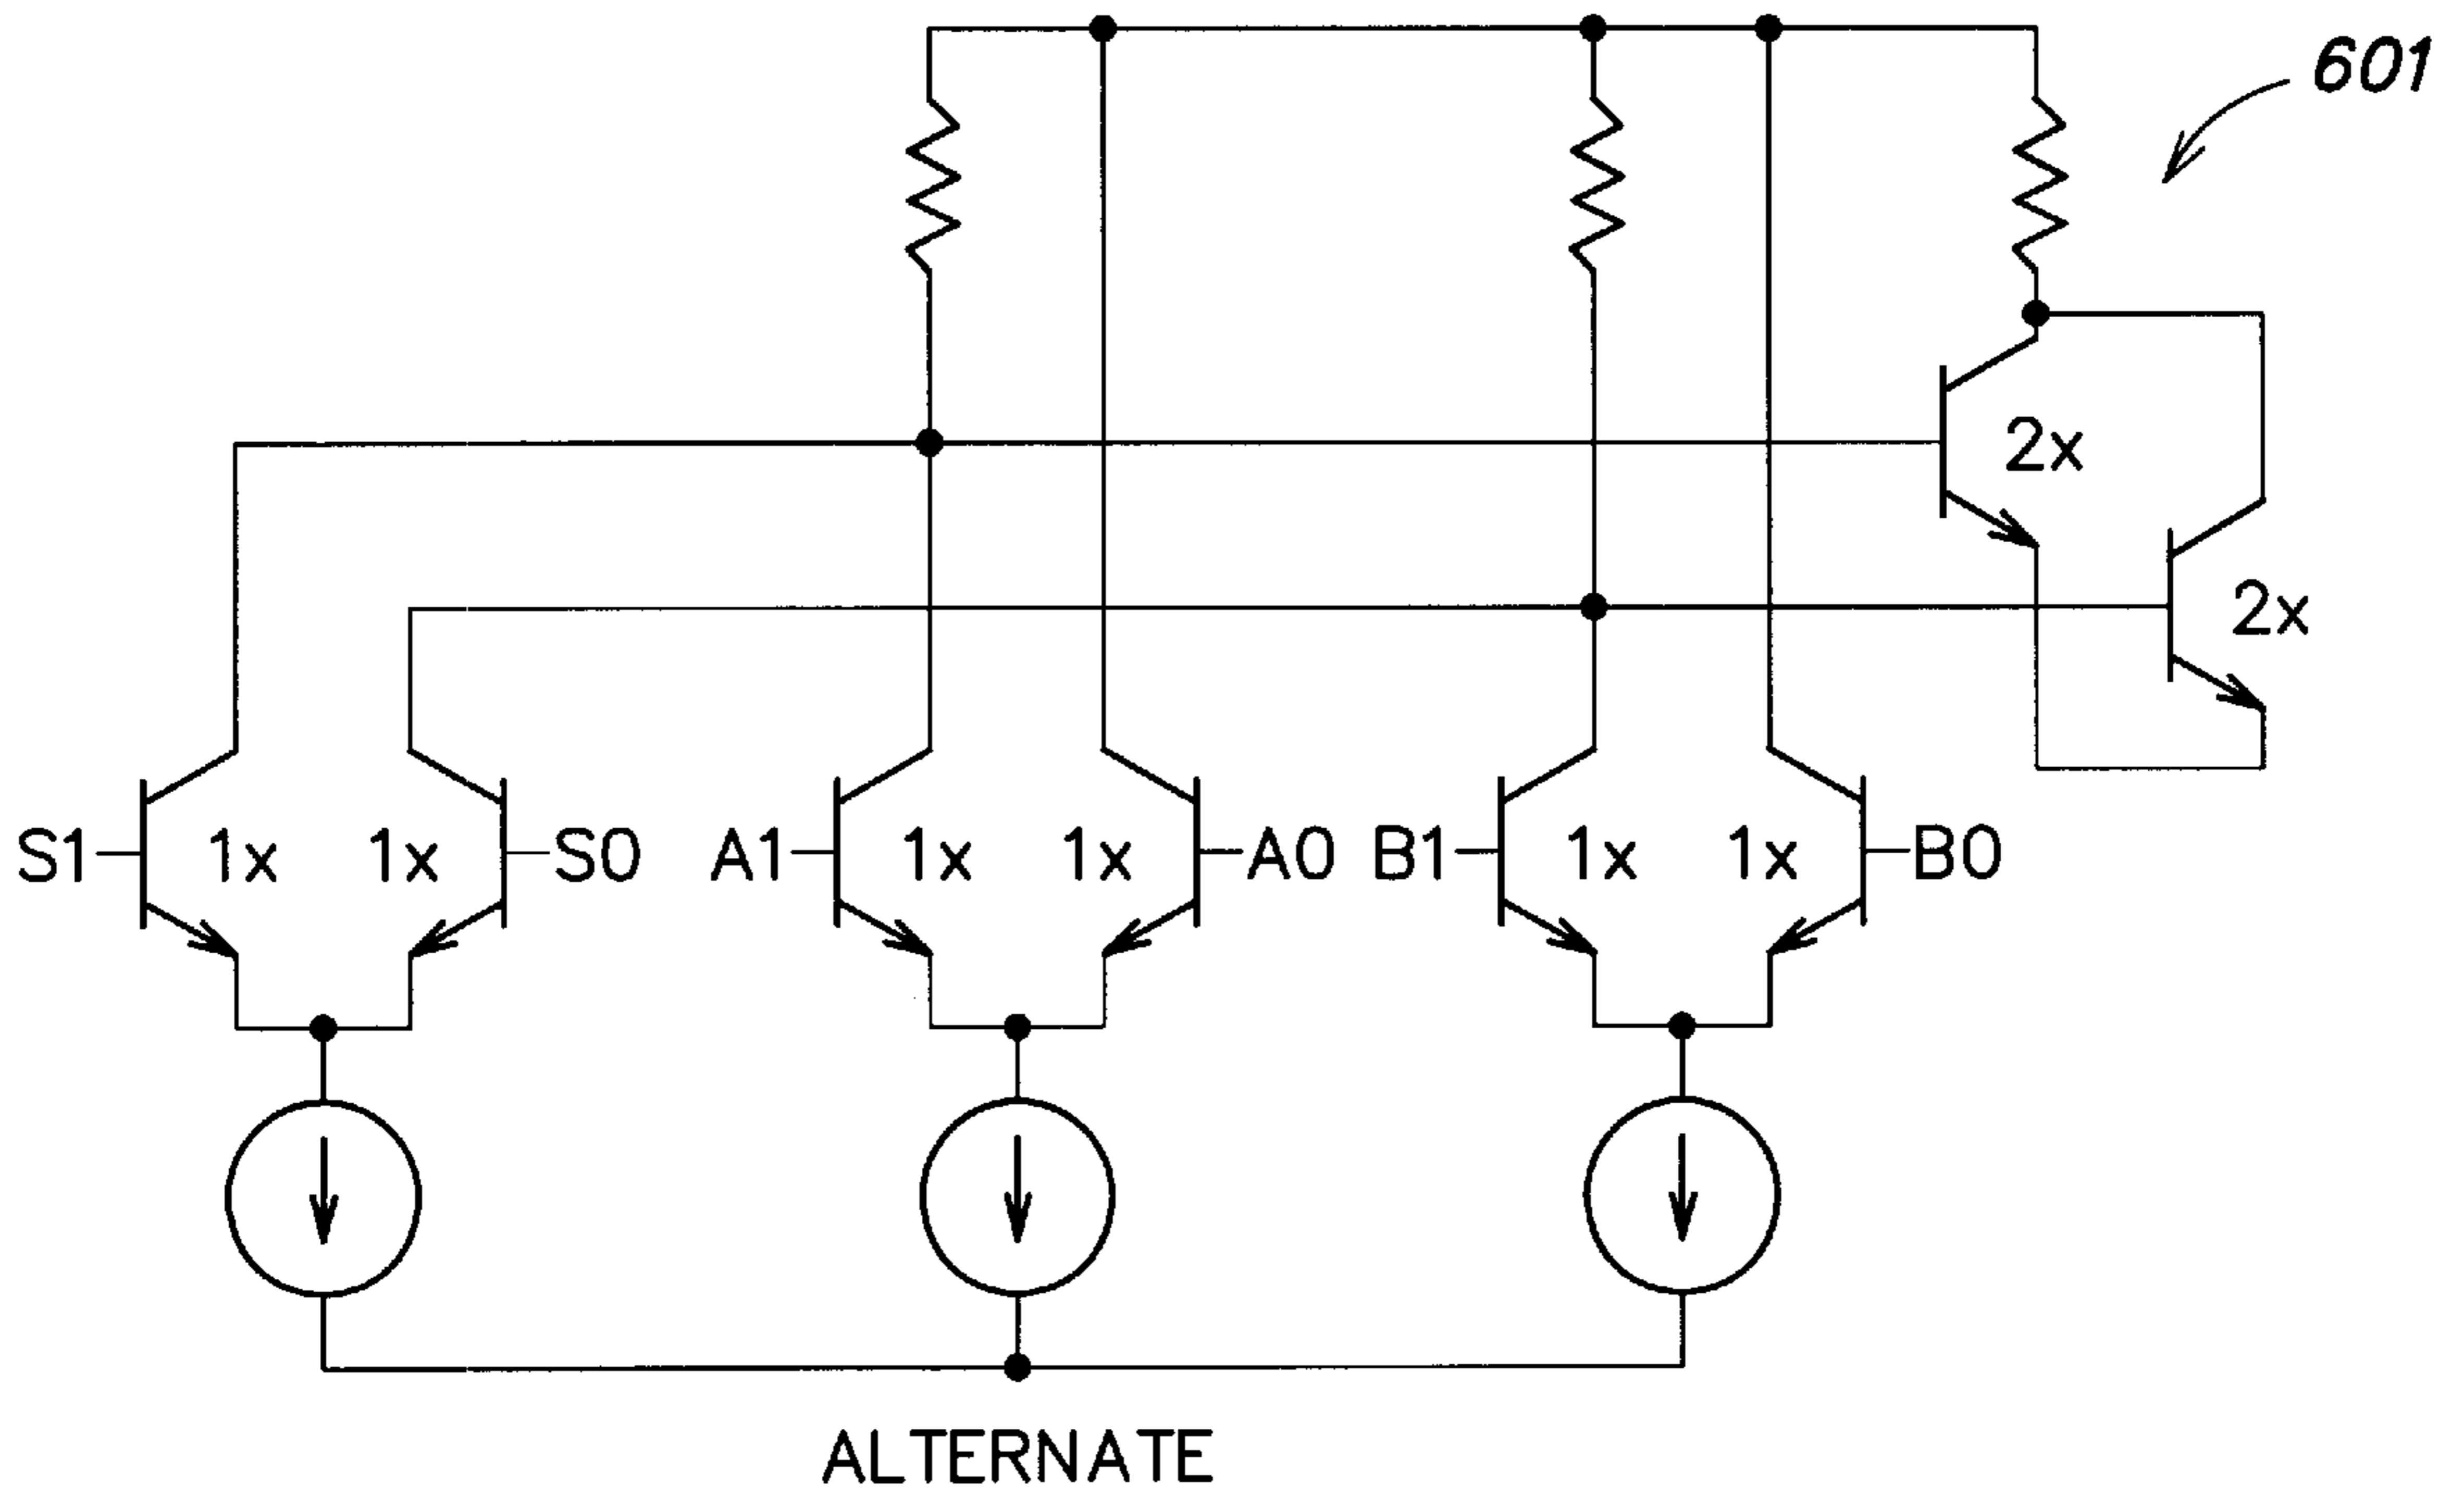 601
2x
2x
S1 1x 1x S0 A1 1x 1x A0 B1 1x 1x B0
ALTERNATE